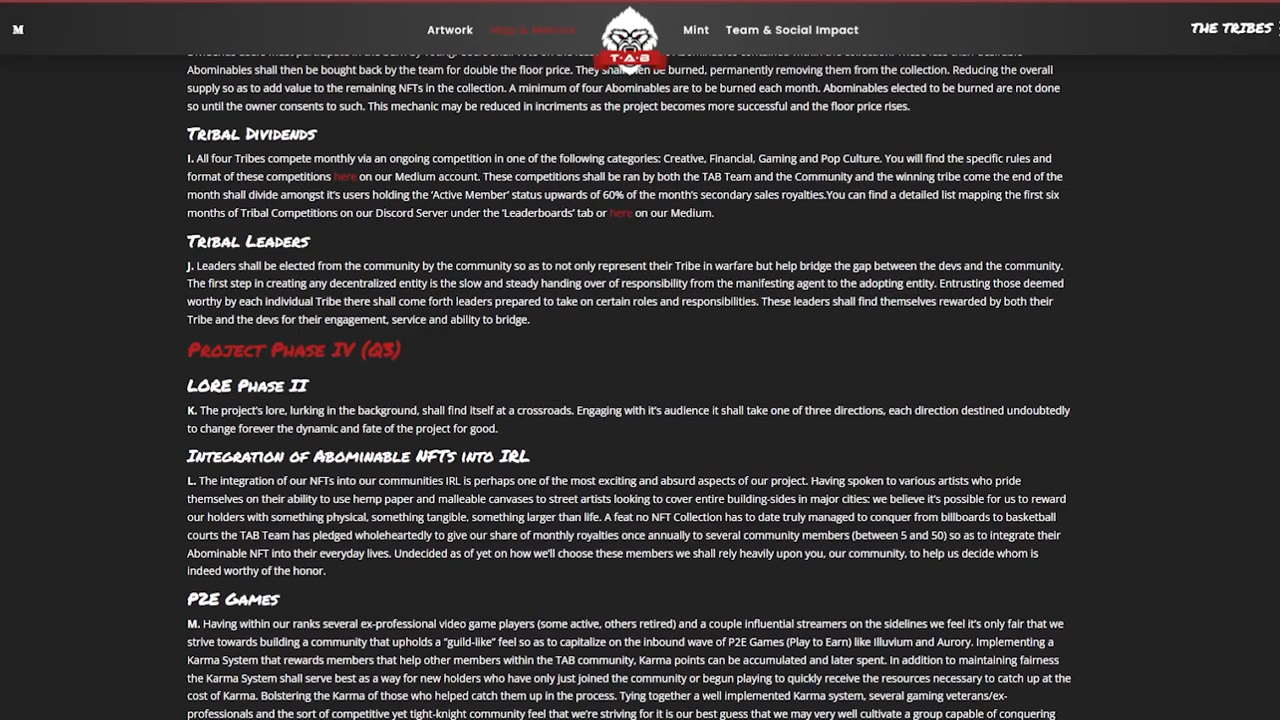 M
Artwork
Map & Metrics
T·A·B
Mint
Team & Social Impact
THE TRIBES
Abominables shall then be bought back by the team for double the floor price. They shall then be burned, permanently removing them from the collection. Reducing the overall
supply so as to add value to the remaining NFTs in the collection. A minimum of four Abominables are to be burned each month. Abominables elected to be burned are not done
so until the owner consents to such. This mechanic may be reduced in incriments as the project becomes more successful and the floor price rises.
Tribal Dividends
I. All four Tribes compete monthly via an ongoing competition in one of the following categories: Creative, Financial, Gaming and Pop Culture. You will find the specific rules and
format of these competitions here on our Medium account. These competitions shall be ran by both the TAB Team and the Community and the winning tribe come the end of the
month shall divide amongst it's users holding the 'Active Member' status upwards of 60% of the month's secondary sales royalties.You can find a detailed list mapping the first six
months of Tribal Competitions on our Discord Server under the 'Leaderboards' tab or here on our Medium.
Tribal Leaders
J. Leaders shall be elected from the community by the community so as to not only represent their Tribe in warfare but help bridge the gap between the devs and the community.
The first step in creating any decentralized entity is the slow and steady handing over of responsibility from the manifesting agent to the adopting entity. Entrusting those deemed
worthy by each individual Tribe there shall come forth leaders prepared to take on certain roles and responsibilities. These leaders shall find themselves rewarded by both their
Tribe and the devs for their engagement, service and ability to bridge.
Project Phase IV (Q3)
LORE Phase II
K. The project's lore, lurking in the background, shall find itself at a crossroads. Engaging with it's audience it shall take one of three directions, each direction destined undoubtedly
to change forever the dynamic and fate of the project for good.
Integration of Abominable NFTs into IRL
L. The integration of our NFTs into our communities IRL is perhaps one of the most exciting and absurd aspects of our project. Having spoken to various artists who pride
themselves on their ability to use hemp paper and malleable canvases to street artists looking to cover entire building-sides in major cities: we believe it's possible for us to reward
our holders with something physical, something tangible, something larger than life. A feat no NFT Collection has to date truly managed to conquer from billboards to basketball
courts the TAB Team has pledged wholeheartedly to give our share of monthly royalties once annually to several community members (between 5 and 50) so as to integrate their
Abominable NFT into their everyday lives. Undecided as of yet on how we'll choose these members we shall rely heavily upon you, our community, to help us decide whom is
indeed worthy of the honor.
P2E Games
M. Having within our ranks several ex-professional video game players (some active, others retired) and a couple influential streamers on the sidelines we feel it's only fair that we
strive towards building a community that upholds a "guild-like" feel so as to capitalize on the inbound wave of P2E Games (Play to Earn) like Illuvium and Aurory. Implementing a
Karma System that rewards members that help other members within the TAB community, Karma points can be accumulated and later spent. In addition to maintaining fairness
the Karma System shall serve best as a way for new holders who have only just joined the community or begun playing to quickly receive the resources necessary to catch up at the
cost of Karma. Bolstering the Karma of those who helped catch them up in the process. Tying together a well implemented Karma system, several gaming veterans/ex-
professionals and the sort of competitive yet tight-knight community feel that we're striving for it is our best guess that we may very well cultivate a group capable of conquering